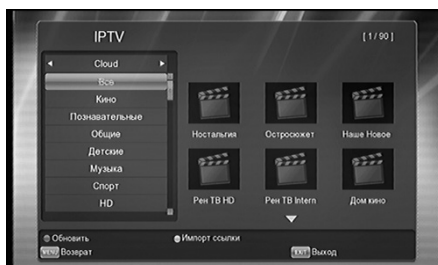 IPTV
[1/90]
Cloud
Все
Кино
Познавательные
Общие
Детские
Музыка
Спорт
HD
Ностальгия
Остросюжет
Наше Новое
Рен ТВ HD
Рен ТВ Intern
Дом кино
Обновить
Импорт ссылки
MENU Возврат
EXIT Выход